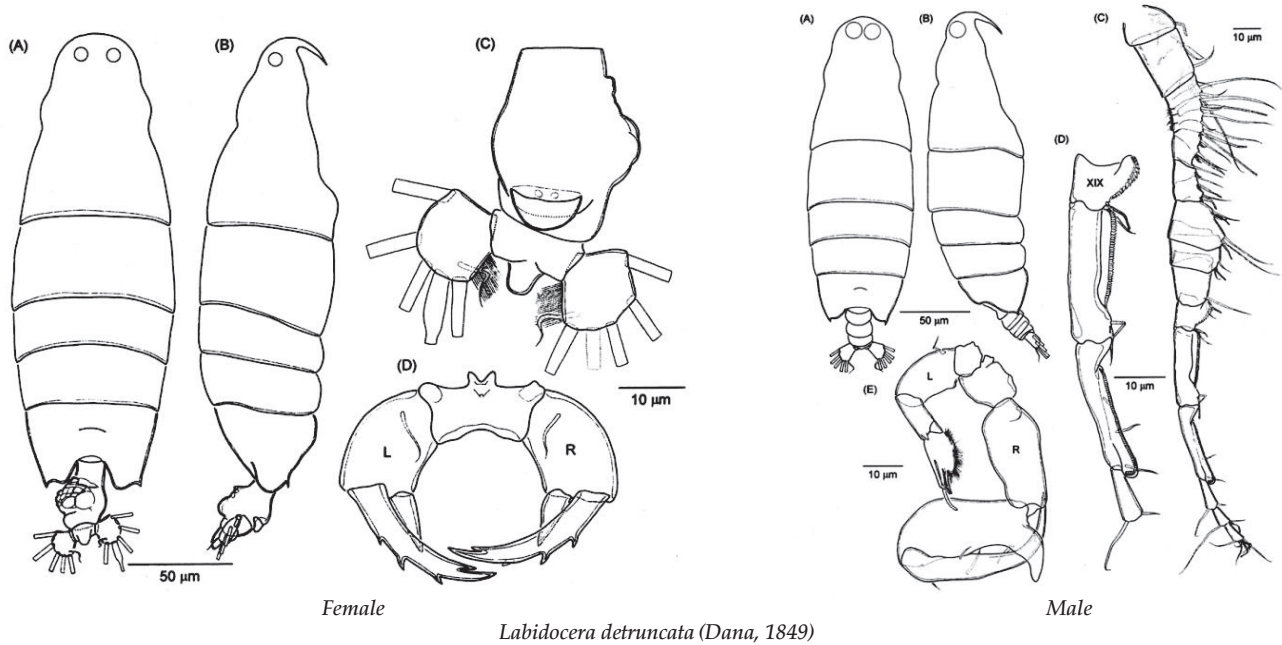 (A)
(B)
(C)
(D)
L
R
10 μm
50 μm
Female
(A)
(B)
(C)
10 μm
(D)
XIX
50 μm
(E)
L
R
10 μm
10 μm
Male
Labidocera detruncata (Dana, 1849)